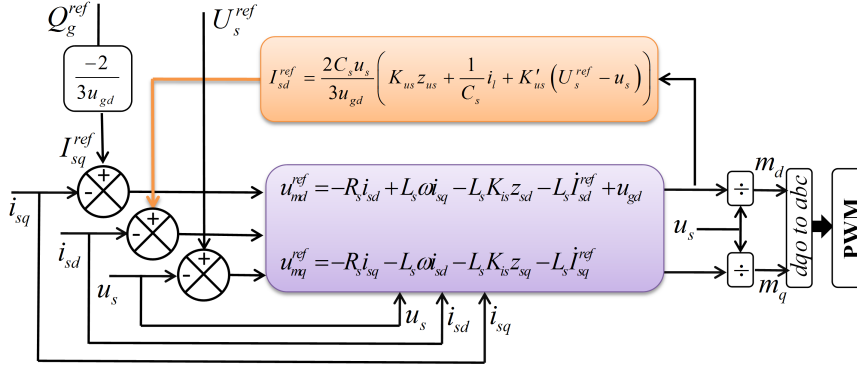 Q_g^{ref}
U_s^{ref}
\frac{-2}{3u_{gd}}
I_{sd}^{ref} = \frac{2C_s u_s}{3u_{gd}} \left( K_{us} z_{us} + \frac{1}{C_s} i_l + K'_{us} \left( U_s^{ref} - u_s \right) \right)
I_{sq}^{ref}
+
-
i_{sq}
+
-
i_{sd}
+
-
u_s
u_{md}^{ref} = -R_s i_{sd} + L_s ω i_{sq} - L_s K_{is} z_{sd} - L_s \dot{I}_{sd}^{ref} + u_{gd}
u_{mq}^{ref} = -R_s i_{sq} - L_s ω i_{sd} - L_s K_{is} z_{sq} - L_s \dot{I}_{sq}^{ref}
÷
m_d
u_s
÷
m_q
dqo to abc
PWM
u_s
i_{sd}
i_{sq}